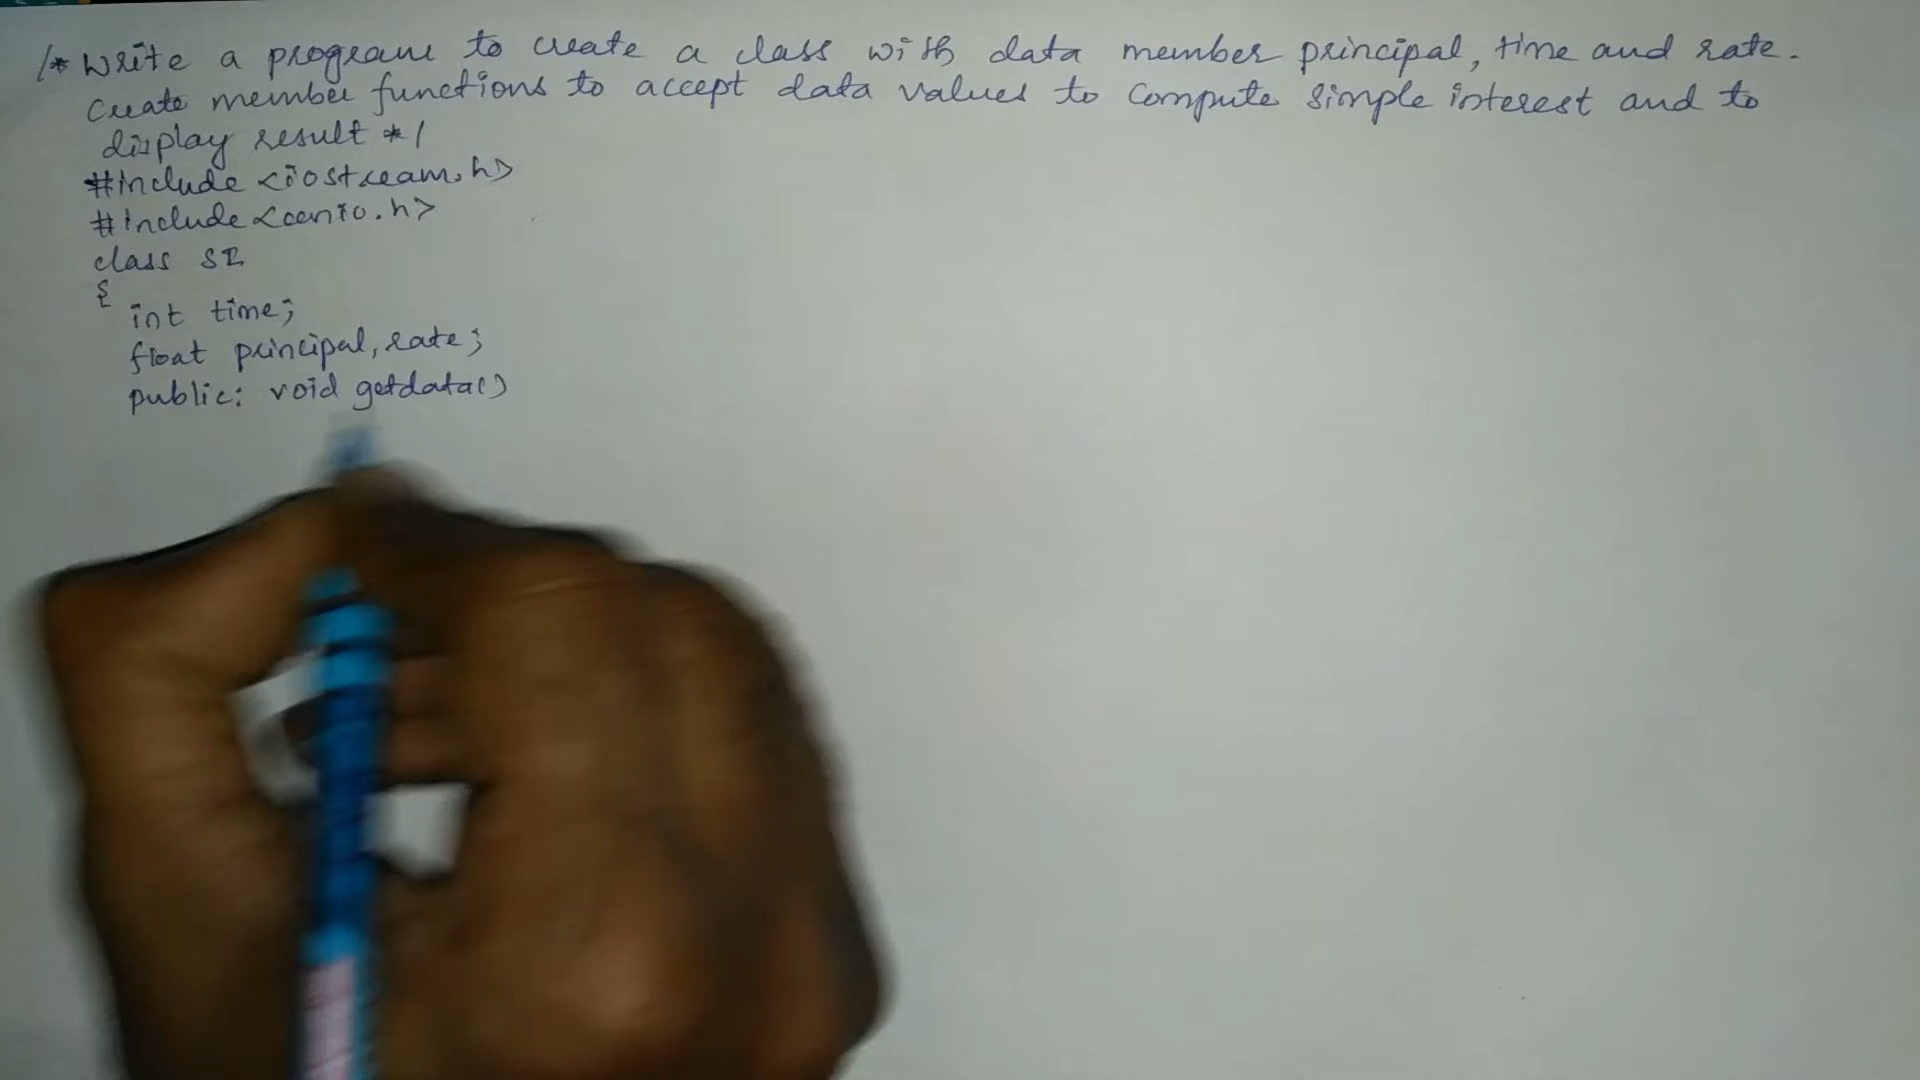 /* Write a program to create a class with data member principal, time and rate.
Create member functions to accept data values to compute simple interest and to
display result */
#include <iostream.h>
#include <conio.h>
class SI
{
int time;
float principal, rate;
public: void getdata()